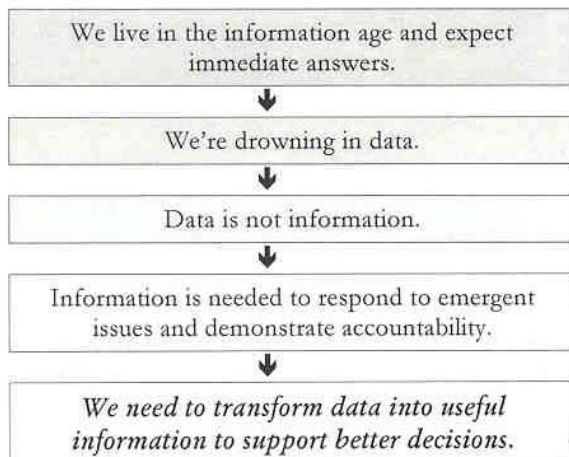 We live in the information age and expect
immediate answers.
We're drowning in data.
Data is not information.
Information is needed to respond to emergent
issues and demonstrate accountability.
We need to transform data into useful
information to support better decisions.